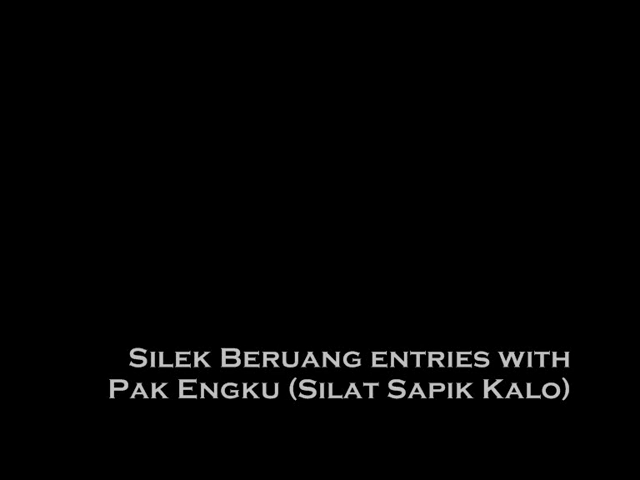 Silek Beruang entries with
Pak Engku (Silat Sapik Kalo)